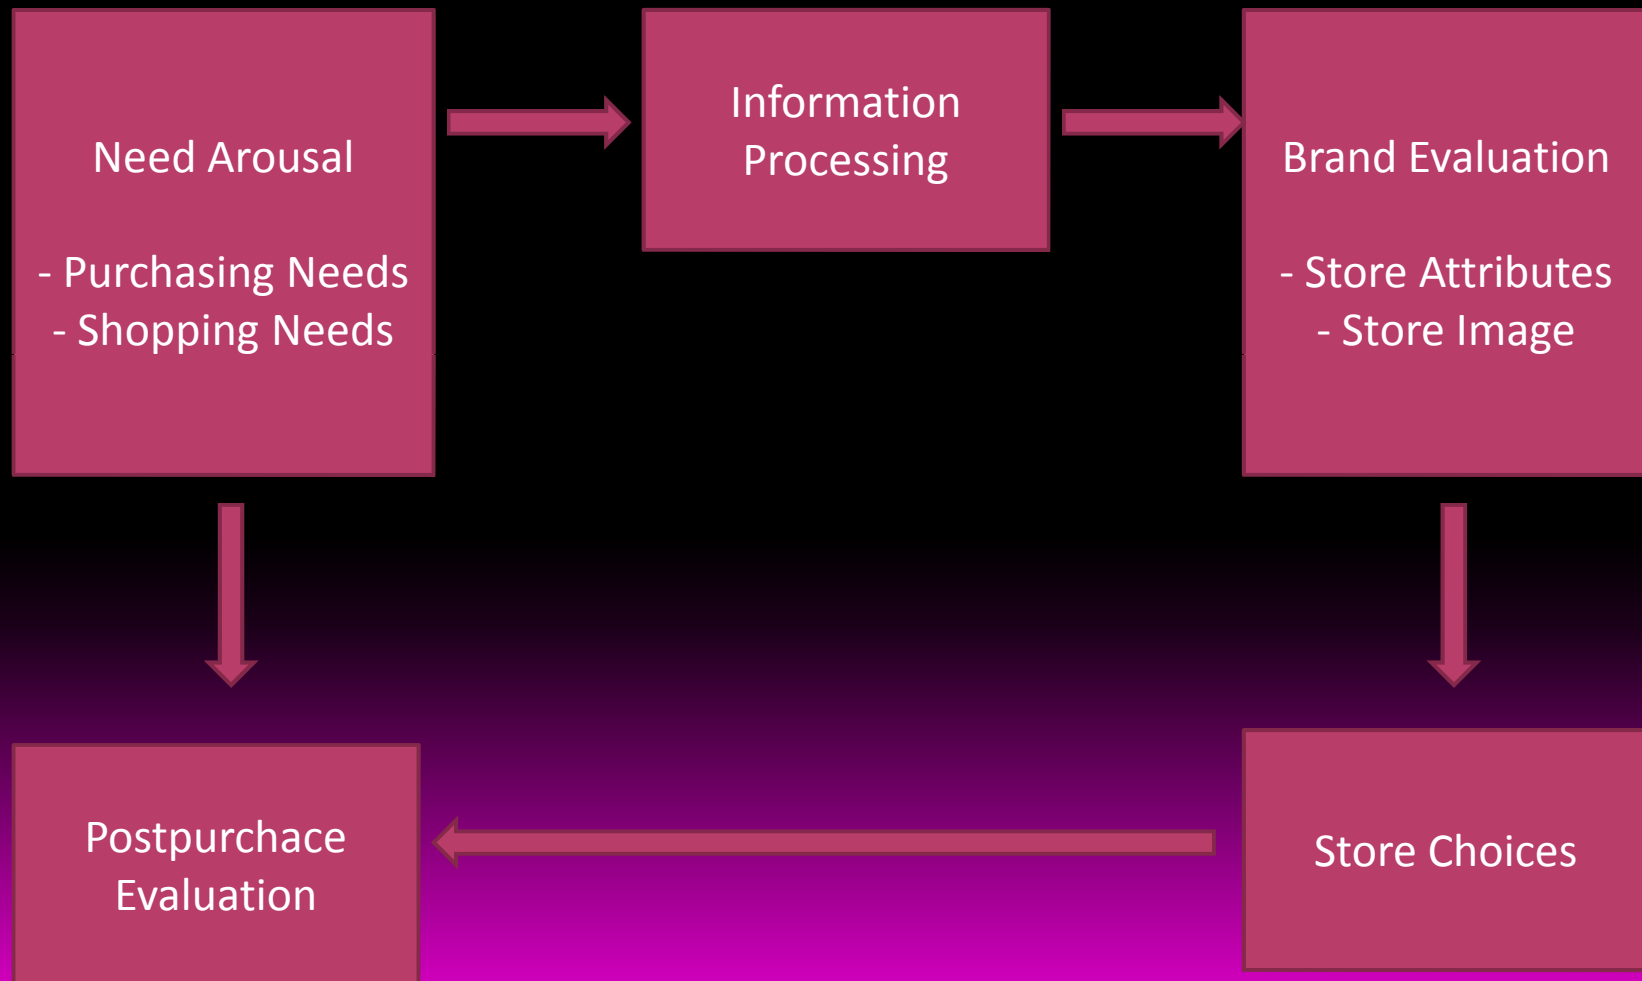 Need Arousal
- Purchasing Needs
- Shopping Needs
Information
Processing
Brand Evaluation
- Store Attributes
- Store Image
Postpurchace
Evaluation
Store Choices